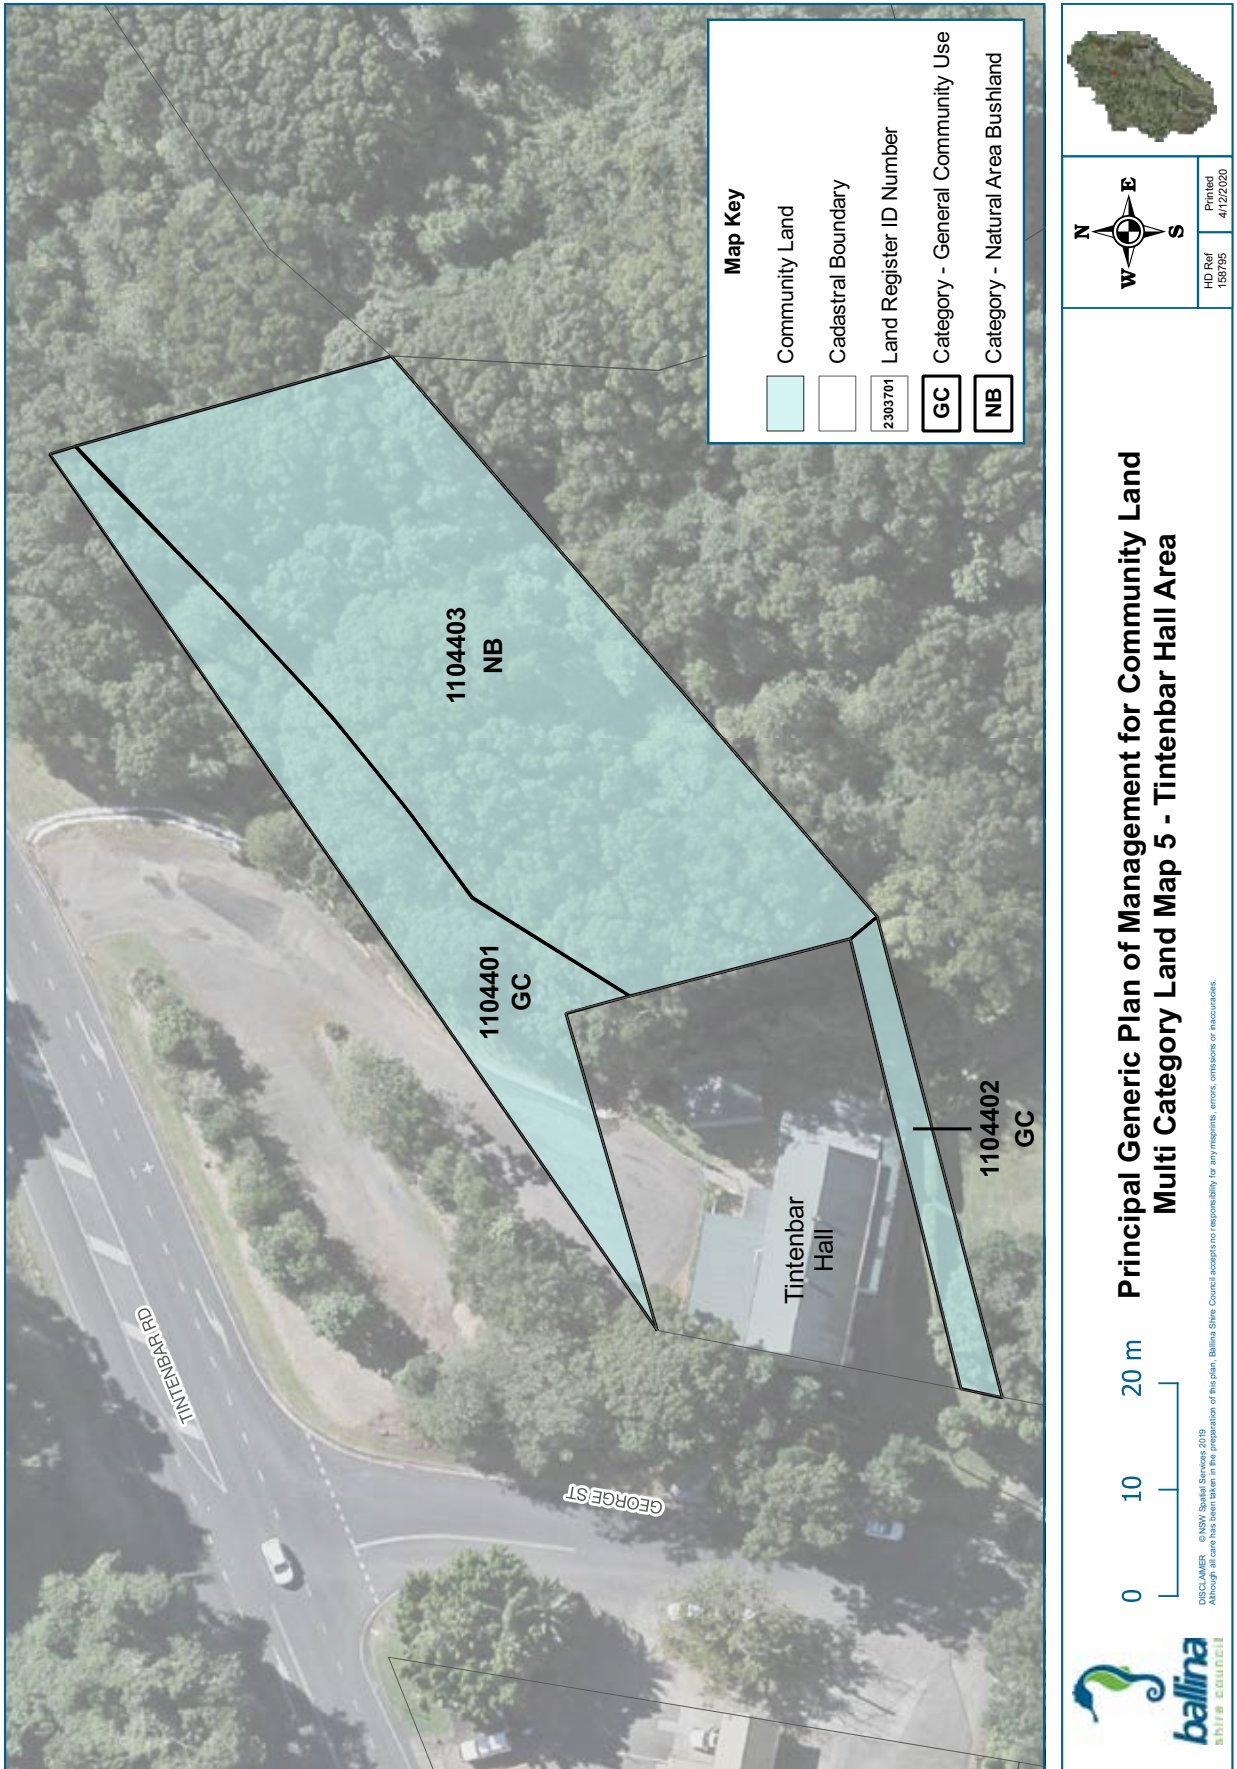 TINTENBAR RD
GEORGE ST
1104401
GC
1104403
NB
Tintenbar
Hall
1104402
GC
Map Key
Community Land
Cadastral Boundary
2303701 Land Register ID Number
GC Category - General Community Use
NB Category - Natural Area Bushland
ballina
shire council
0 10 20 m
DISCLAIMER © NSW Spatial Services 2019
Although all care has been taken in the preparation of this plan, Ballina Shire Council accepts no responsibility for any misprints, errors, omissions or inaccuracies.
Principal Generic Plan of Management for Community Land
Multi Category Land Map 5 - Tintenbar Hall Area
N
W E
S
HD Ref
158795
Printed
4/12/2020